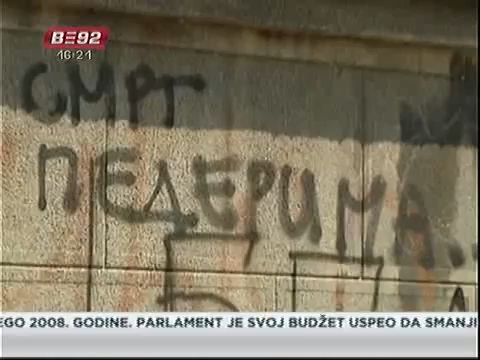 B92
16:21
СМРТ
ПЕДЕРИМА..
EGO 2008. GODINE. PARLAMENT JE SVOJ BUDŽET USPEO DA SMANJI